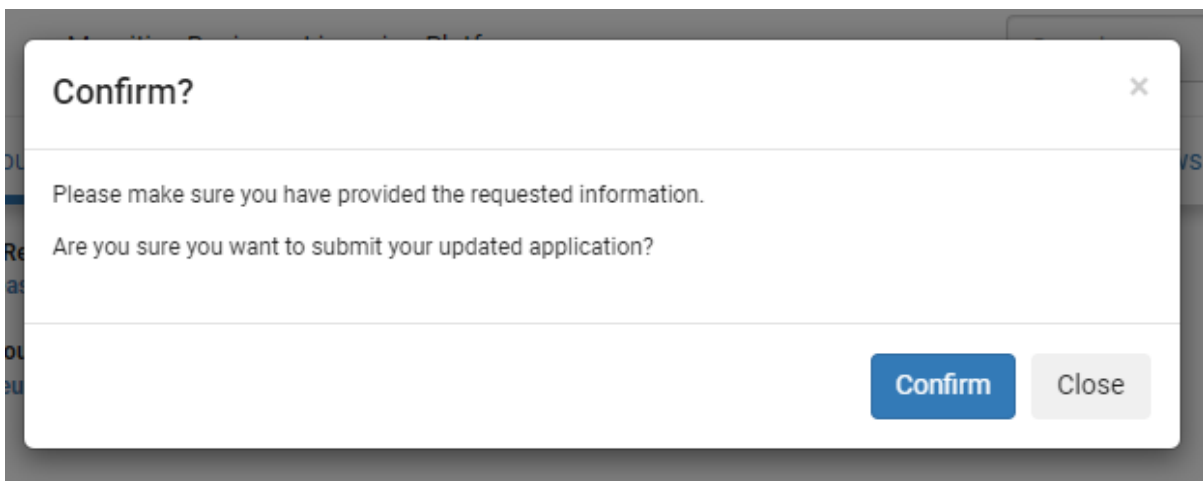 Confirm?
×
Please make sure you have provided the requested information.
Are you sure you want to submit your updated application?
Confirm
Close